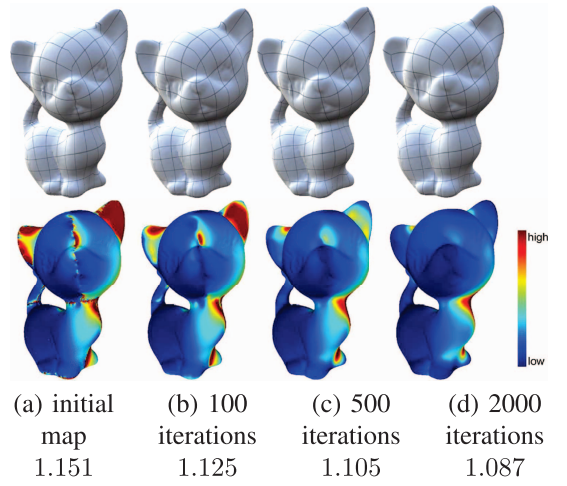 high
low
(a) initial
map
1.151
(b) 100
iterations
1.125
(c) 500
iterations
1.105
(d) 2000
iterations
1.087